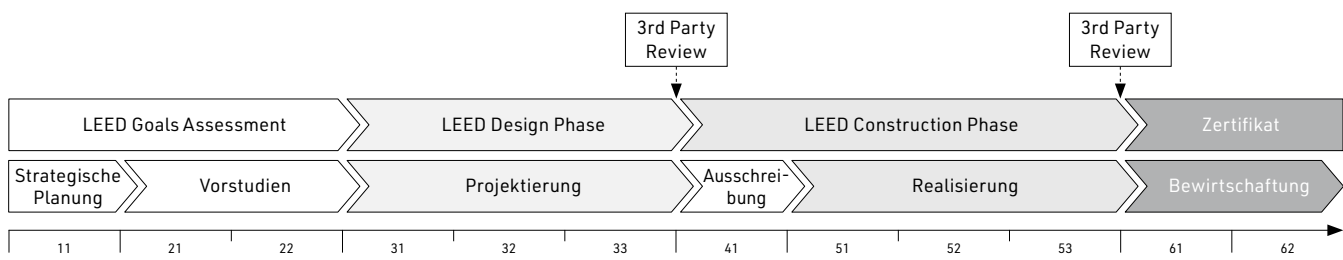 3rd Party
Review
3rd Party
Review
LEED Goals Assessment
LEED Design Phase
LEED Construction Phase
Zertifikat
Strategische
Planung
Vorstudien
Projektierung
Ausschrei-
bung
Realisierung
Bewirtschaftung
11 21 22 31 32 33 41 51 52 53 61 62